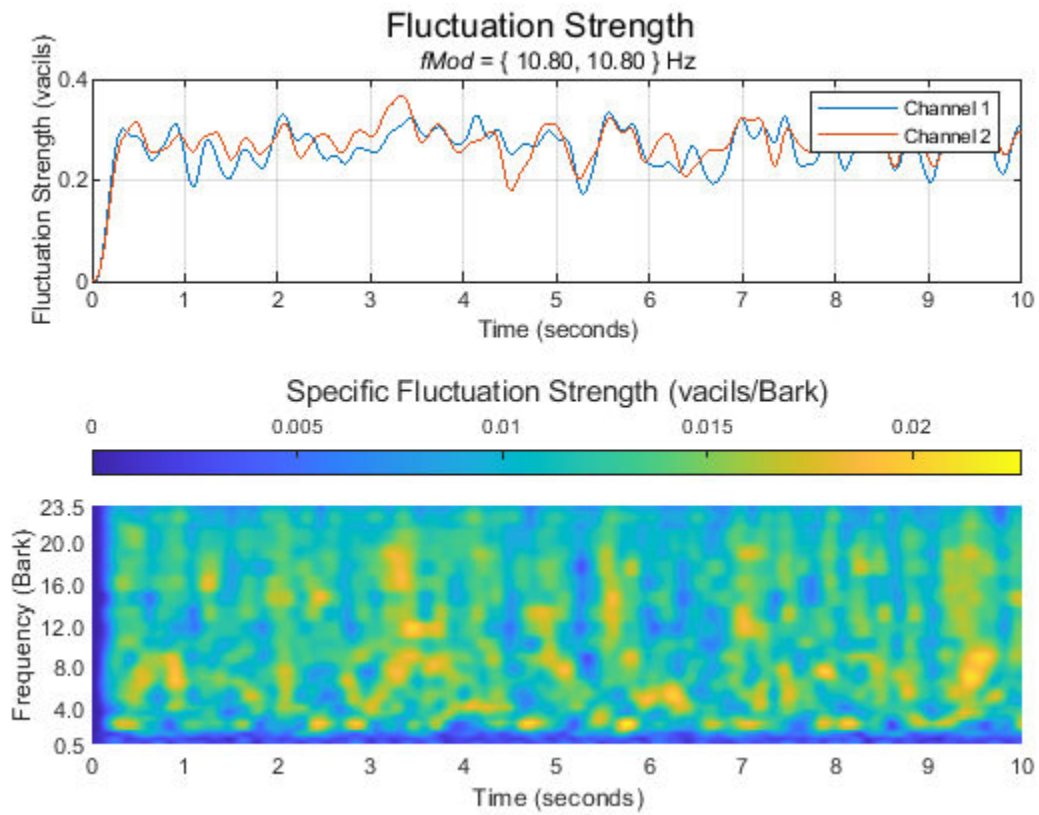 Fluctuation Strength
fMod = { 10.80, 10.80 } Hz
Fluctuation Strength (vacils)
0.4
0.2
0
Channel 1
Channel 2
0 1 2 3 4 5 6 7 8 9 10
Time (seconds)
Specific Fluctuation Strength (vacils/Bark)
0 0.005 0.01 0.015 0.02
Frequency (Bark)
23.5
20.0
16.0
12.0
8.0
4.0
0.5
0 1 2 3 4 5 6 7 8 9 10
Time (seconds)